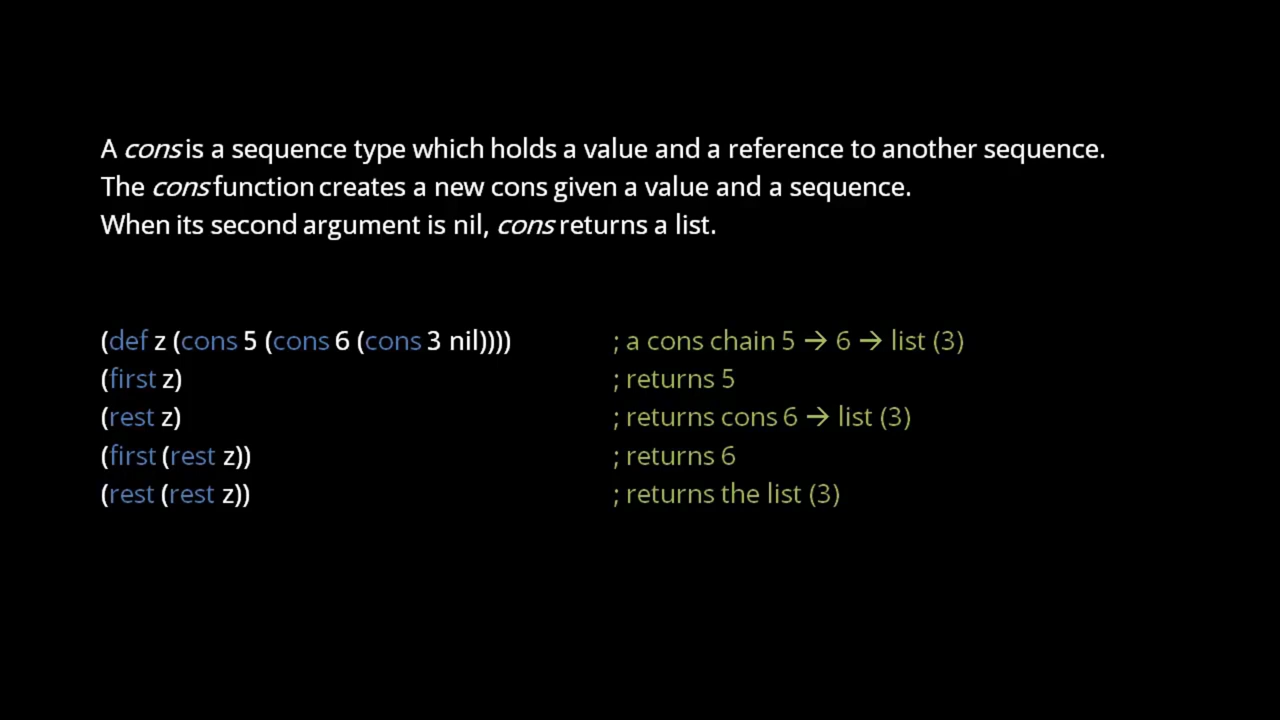 A cons is a sequence type which holds a value and a reference to another sequence.
The cons function creates a new cons given a value and a sequence.
When its second argument is nil, cons returns a list.
(def z (cons 5 (cons 6 (cons 3 nil)))) ; a cons chain 5 → 6 → list (3)
(first z) ; returns 5
(rest z) ; returns cons 6 → list (3)
(first (rest z)) ; returns 6
(rest (rest z)) ; returns the list (3)